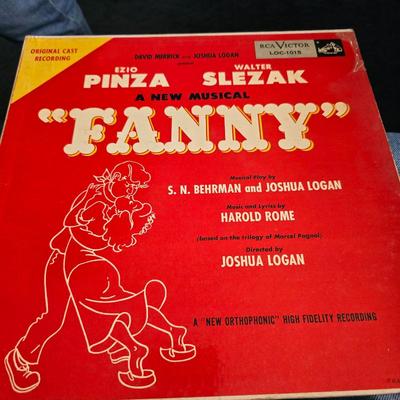 ORIGINAL CAST
RECORDING
DAVID MERRICK and JOSHUA LOGAN
present
RCA VICTOR
LOC-1015
EZIO
PINZA
WALTER
SLEZAK
A NEW MUSICAL
"FANNY"
Musical Play by
S. N. BEHRMAN and JOSHUA LOGAN
Music and Lyrics by
HAROLD ROME
(based on the trilogy of Marcel Pagnol)
Directed by
JOSHUA LOGAN
A "NEW ORTHOPHONIC" HIGH FIDELITY RECORDING